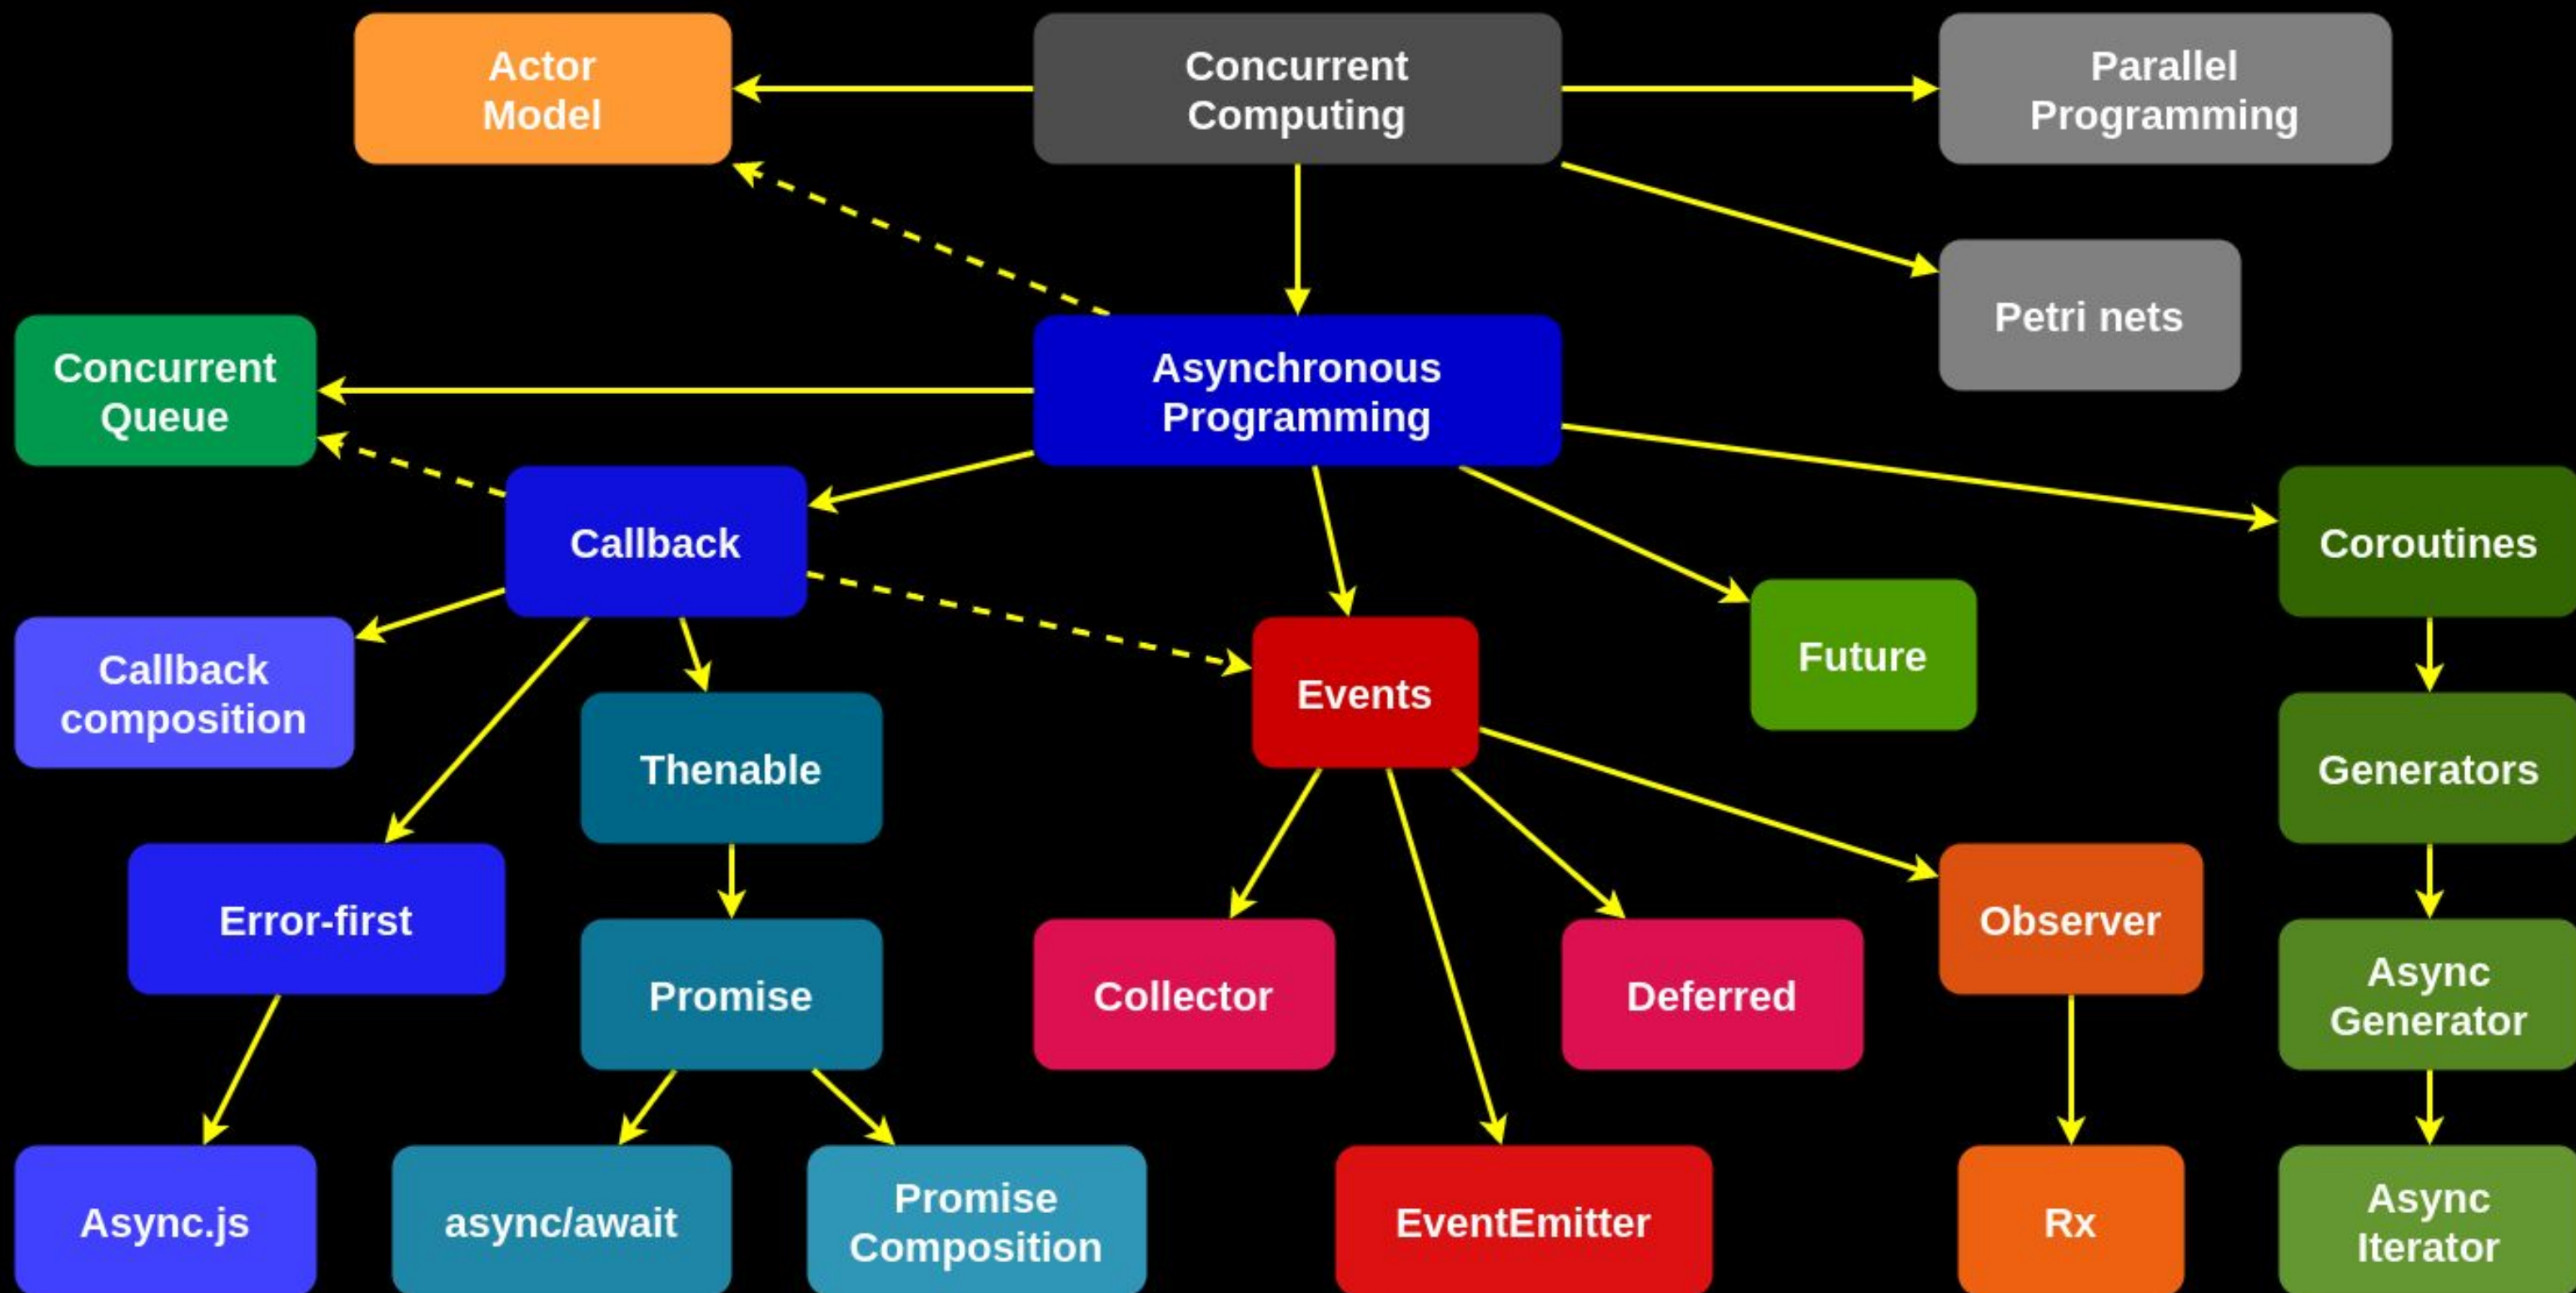 Actor
Model
Concurrent
Computing
Parallel
Programming
Petri nets
Concurrent
Queue
Asynchronous
Programming
Callback
Coroutines
Callback
composition
Events
Future
Thenable
Generators
Error-first
Promise
Collector
Deferred
Observer
Async
Generator
Async.js
async/await
Promise
Composition
EventEmitter
Rx
Async
Iterator